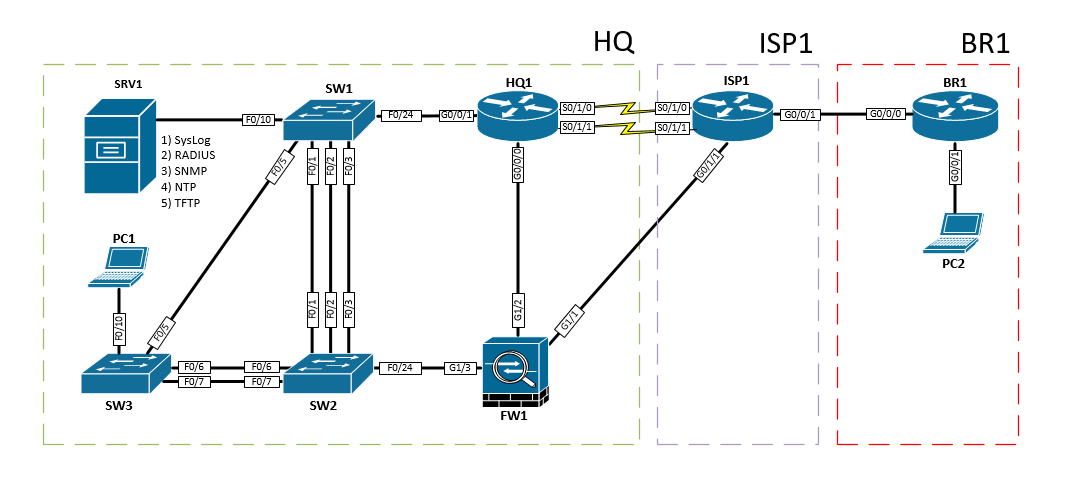 HQ
ISP1
BR1
SRV1
SW1
HQ1
ISP1
BR1
F0/10
F0/24
G0/0/1
S0/1/0
S0/1/0
S0/1/1
S0/1/1
G0/0/1
G0/0/0
1) SysLog
2) RADIUS
3) SNMP
4) NTP
5) TFTP
F0/5
F0/1
F0/2
F0/3
G0/0/0
G0/1/1
G0/0/1
PC1
PC2
F0/10
F0/5
F0/1
F0/2
F0/3
G1/2
G1/1
F0/6
F0/6
F0/7
F0/7
F0/24
G1/3
SW3
SW2
FW1